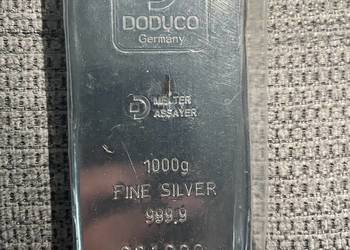 DODUCO
Germany
D MELTER
ASSAYER
1000g
FINE SILVER
999.9